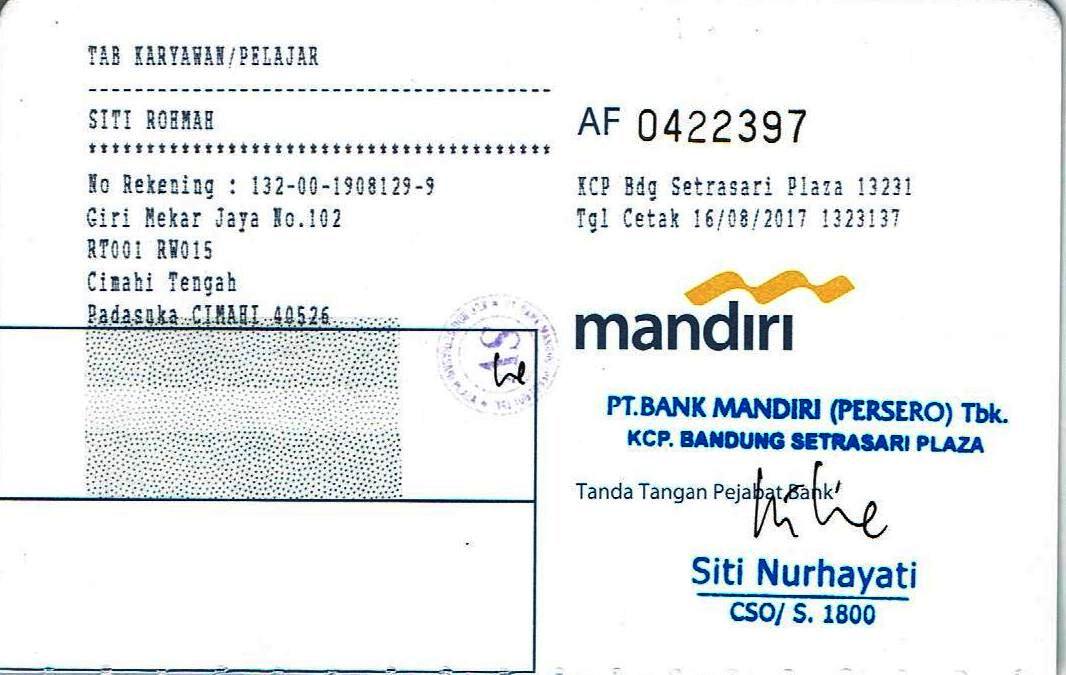 TAB KARYAWAN/PELAJAR
----------------------------------------
SITI ROHMAH
****************************************
No Rekening : 132-00-1908129-9
Giri Mekar Jaya No.102
RT001 RW015
Cimahi Tengah
Padasuka CIMAHI 40526
AF 0422397
KCP Bdg Setrasari Plaza 13231
Tgl Cetak 16/08/2017 1323137
mandiri
PT.BANK MANDIRI (PERSERO) Tbk.
KCP. BANDUNG SETRASARI PLAZA
Tanda Tangan Pejabat Bank
Siti Nurhayati
CSO/ S. 1800